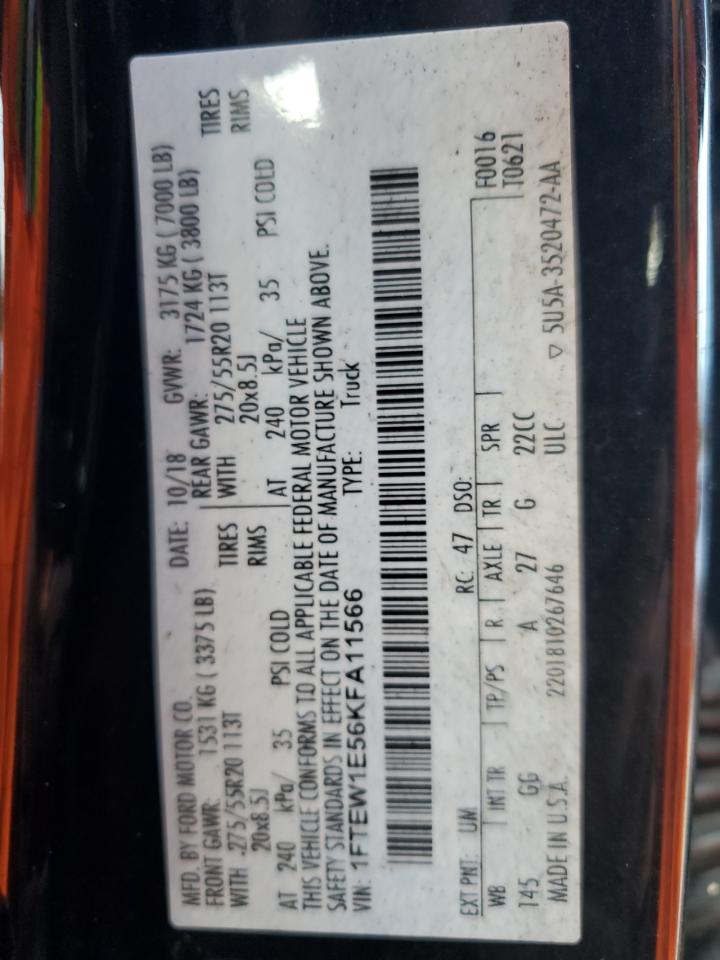 MFD. BY FORD MOTOR CO. DATE: 10/18 GVWR: 3175 KG ( 7000 LB)
FRONT GAWR: 1531 KG ( 3375 LB) REAR GAWR: 1724 KG ( 3800 LB)
WITH 275/55R20 113T TIRES WITH 275/55R20 113T TIRES
20x8.5J RIMS 20x8.5J RIMS
AT 240 kPa/ 35 PSI COLD AT 240 kPa/ 35 PSI COLD
THIS VEHICLE CONFORMS TO ALL APPLICABLE FEDERAL MOTOR VEHICLE
SAFETY STANDARDS IN EFFECT ON THE DATE OF MANUFACTURE SHOWN ABOVE.
VIN: 1FTEW1E56KFA11566 TYPE: Truck
EXT PNT: UM RC: 47 DSO: F0016
WB INT TR TP/PS R AXLE TR SPR T0621
145 GG A 27 G 22CC
MADE IN U.S.A. 2201810267646 ULC ▽ 5U5A-3520472-AA